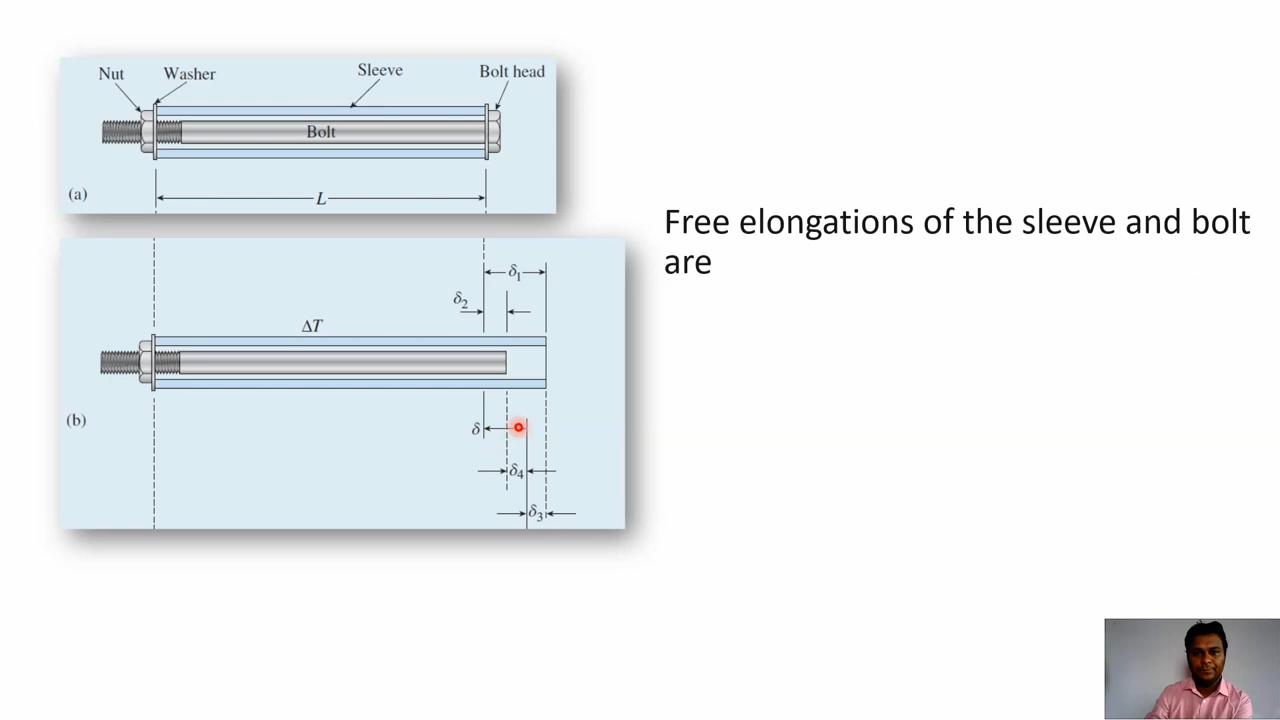 Nut Washer Sleeve Bolt head
Bolt
L
(a)
δ1
δ2
ΔT
(b)
δ
δ4
δ3
Free elongations of the sleeve and bolt
are